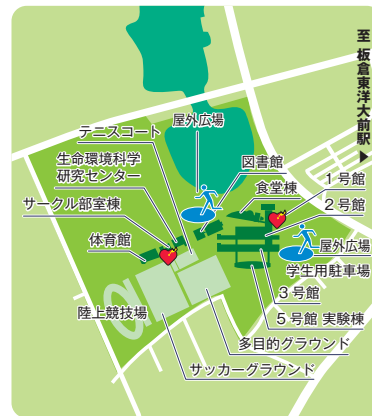 至 板倉東洋大前駅
テニスコート
屋外広場
生命環境科学
研究センター
図書館
食堂棟
1号館
サークル部室棟
2号館
体育館
屋外広場
学生用駐車場
3号館
陸上競技場
5号館 実験棟
多目的グラウンド
サッカーグラウンド